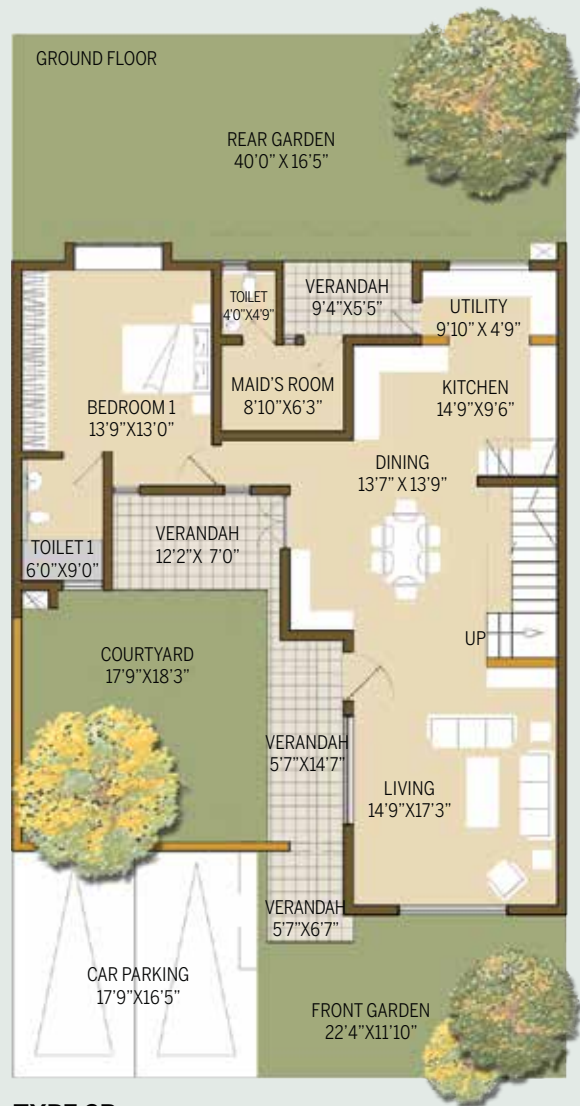 GROUND FLOOR
REAR GARDEN
40'0" X 16'5"
TOILET
4'0"X4'9"
VERANDAH
9'4"X5'5"
UTILITY
9'10" X 4'9"
MAID'S ROOM
8'10"X6'3"
KITCHEN
14'9"X9'6"
BEDROOM 1
13'9"X13'0"
DINING
13'7" X 13'9"
VERANDAH
12'2"X 7'0"
TOILET 1
6'0"X9'0"
UP
COURTYARD
17'9"X18'3"
VERANDAH
5'7"X14'7"
LIVING
14'9"X17'3"
VERANDAH
5'7"X6'7"
CAR PARKING
17'9"X16'5"
FRONT GARDEN
22'4"X11'10"